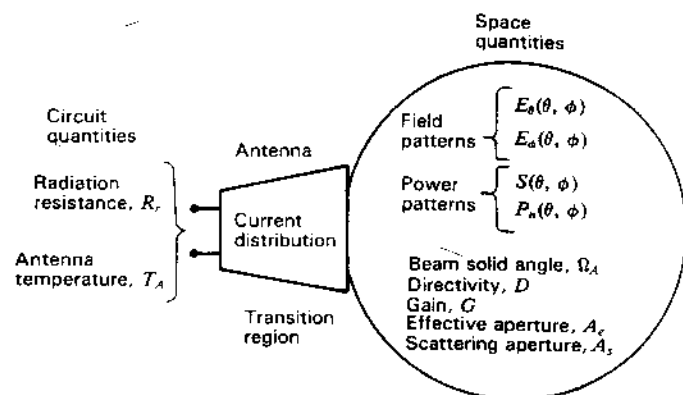 Space
quantities
Circuit
quantities
Radiation
resistance, R_r
Antenna
temperature, T_A
Antenna
Current
distribution
Transition
region
Field
patterns
E_θ(θ, φ)
E_φ(θ, φ)
Power
patterns
S(θ, φ)
P_n(θ, φ)
Beam solid angle, Ω_A
Directivity, D
Gain, G
Effective aperture, A_e
Scattering aperture, A_s